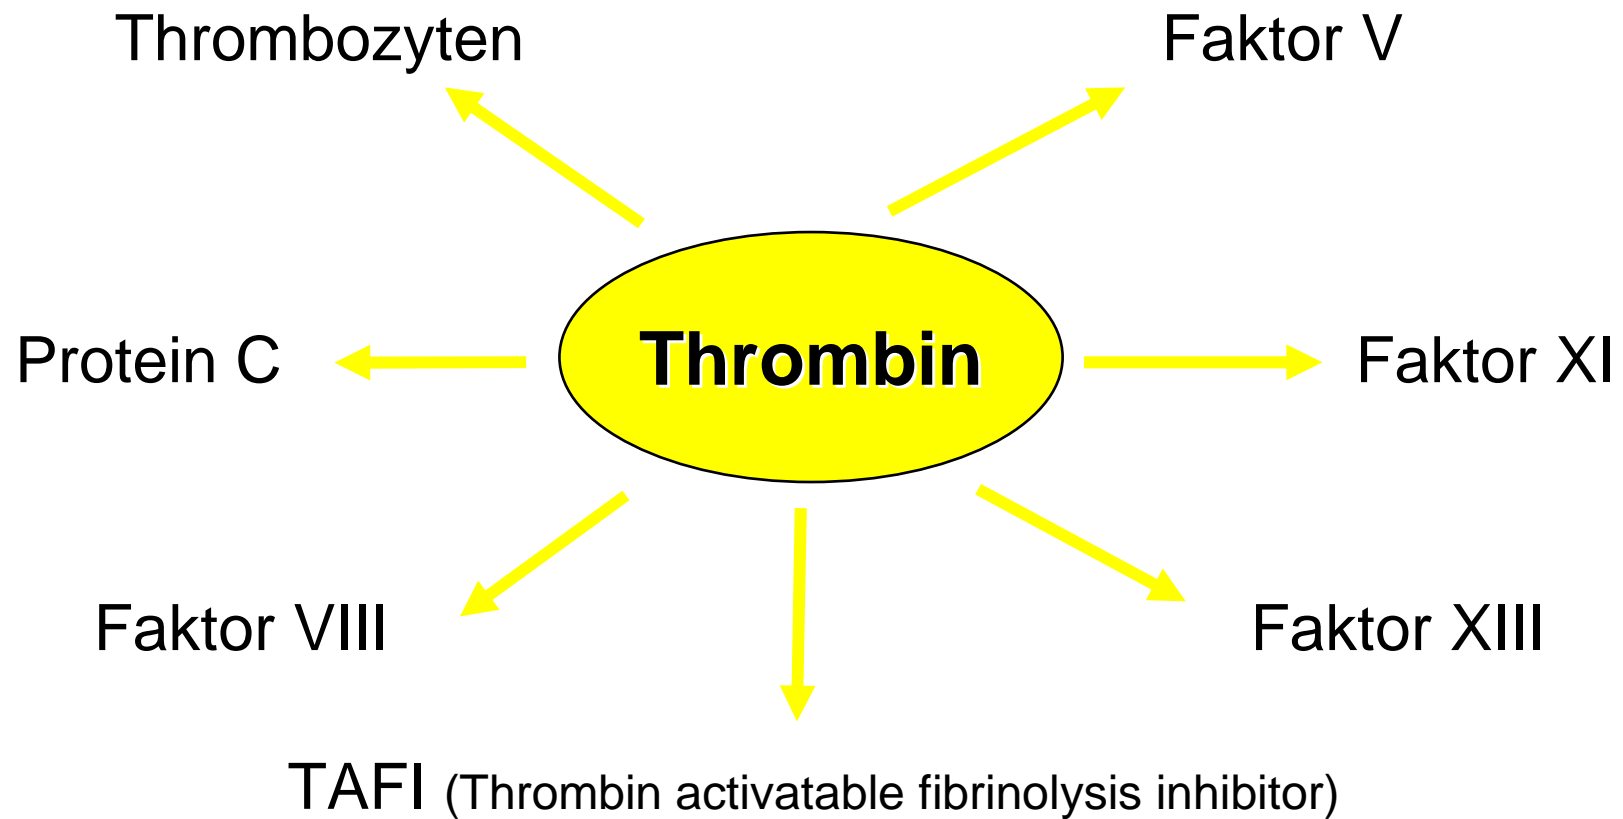 Thrombozyten
Faktor V
Protein C
Thrombin
Faktor XI
Faktor VIII
Faktor XIII
TAFI (Thrombin activatable fibrinolysis inhibitor)